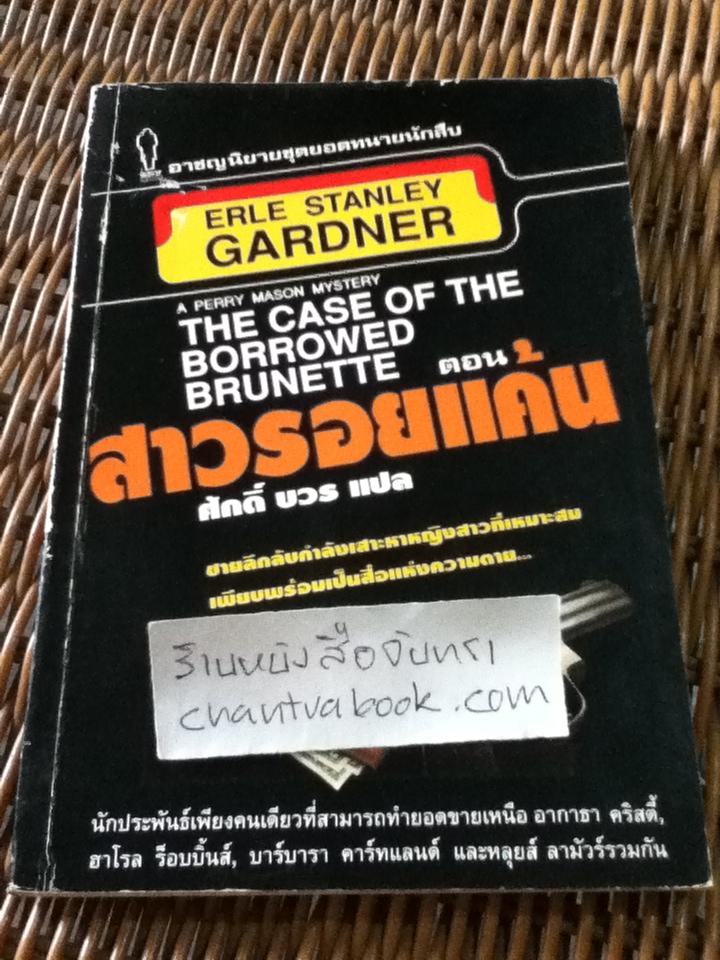 อาชญนิยายชุดยอดทนายนักสืบ
ERLE STANLEY
GARDNER
A PERRY MASON MYSTERY
THE CASE OF THE
BORROWED
BRUNETTE ตอน
สาวรอยแค้น
ศักดิ์ บวร แปล
ชายลึกลับกำลังเสาะหาหญิงสาวที่เหมาะสม
เพียบพร้อมเป็นสื่อแห่งความตาย...
ร้านหนังสือจันทรา
chantrabook.com
นักประพันธ์เพียงคนเดียวที่สามารถทำยอดขายเหนือ อากาธา คริสตี้,
ฮาโรล ร็อบบิ้นส์, บาร์บารา คาร์ทแลนด์ และหลุยส์ ลามัวร์รวมกัน